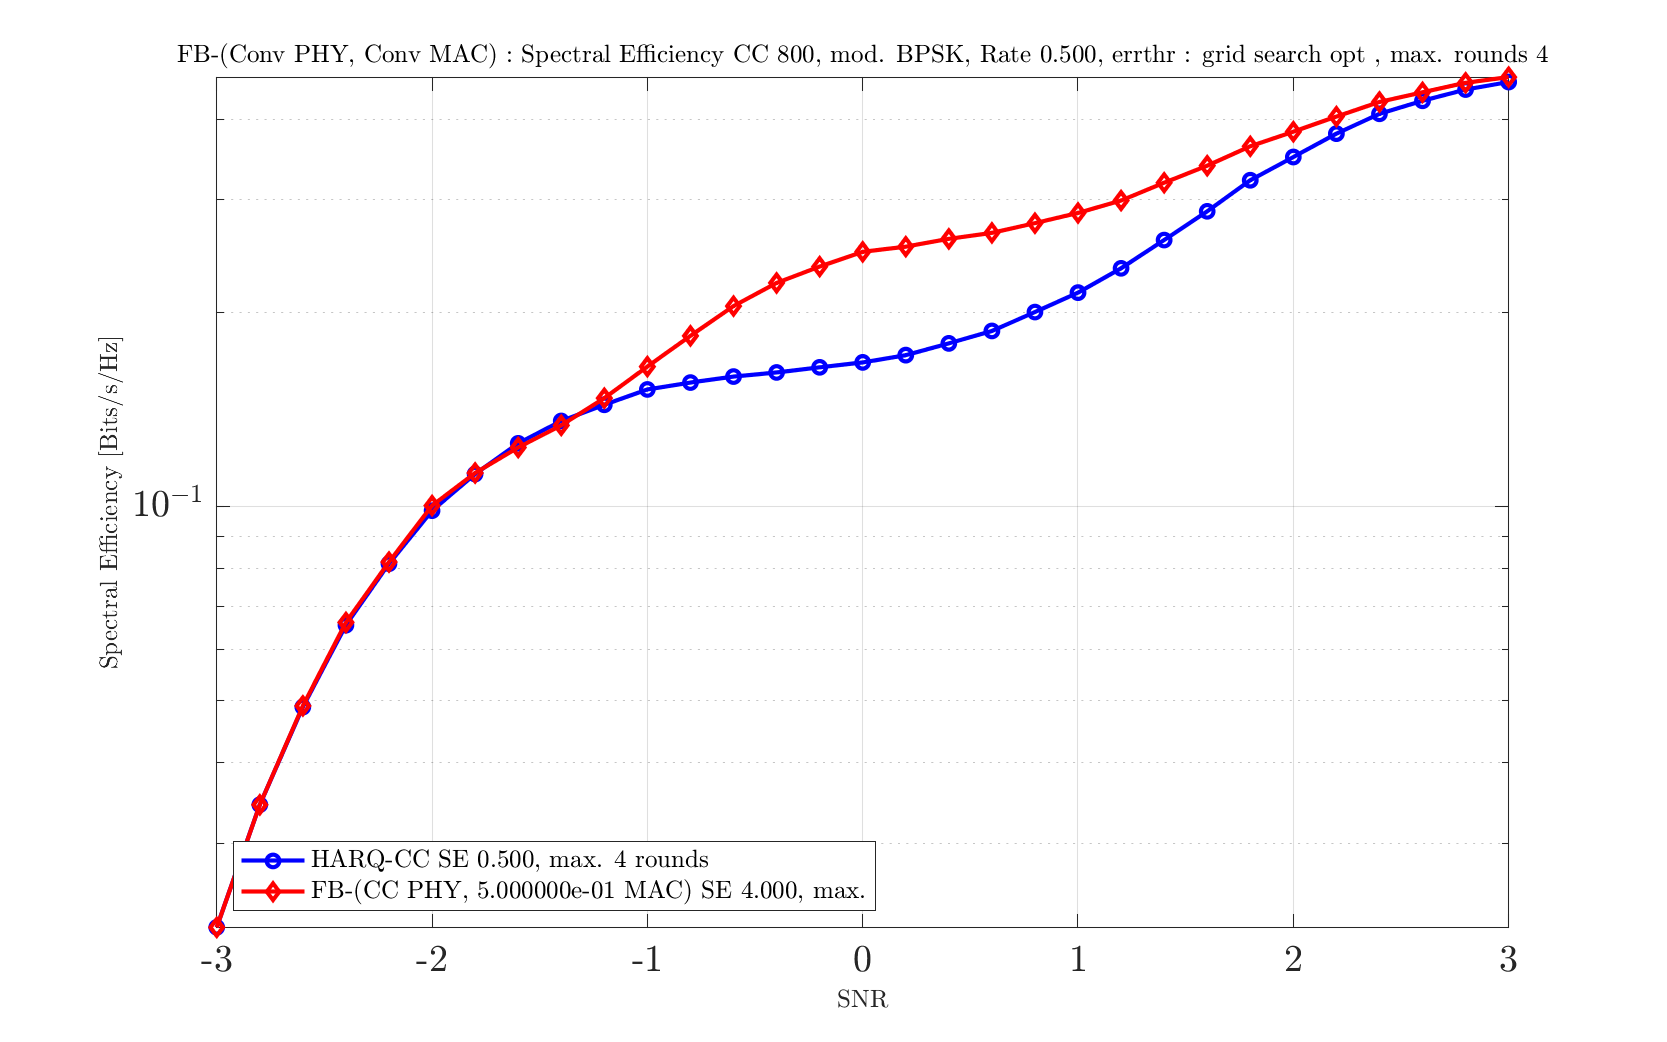 FB-(Conv PHY, Conv MAC) : Spectral Efficiency CC 800, mod. BPSK, Rate 0.500, errthr : grid search opt , max. rounds 4
Spectral Efficiency [Bits/s/Hz]
10⁻¹
HARQ-CC SE 0.500, max. 4 rounds
FB-(CC PHY, 5.000000e-01 MAC) SE 4.000, max.
-3 -2 -1 0 1 2 3
SNR